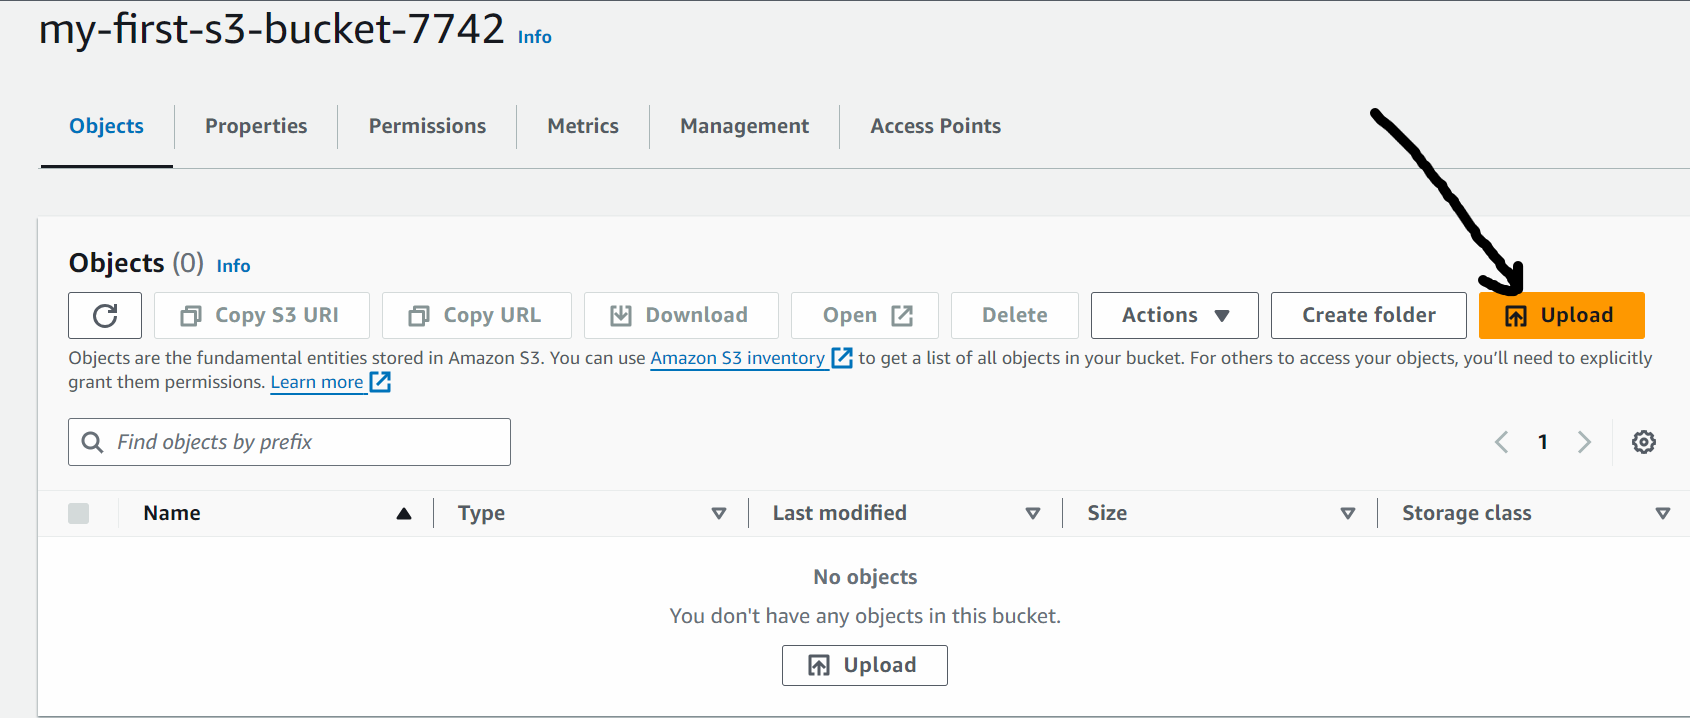 my-first-s3-bucket-7742 Info
Objects Properties Permissions Metrics Management Access Points
Objects (0) Info
Copy S3 URI Copy URL Download Open Delete Actions Create folder Upload
Objects are the fundamental entities stored in Amazon S3. You can use Amazon S3 inventory to get a list of all objects in your bucket. For others to access your objects, you’ll need to explicitly
grant them permissions. Learn more
Find objects by prefix 1
Name Type Last modified Size Storage class
No objects
You don't have any objects in this bucket.
Upload